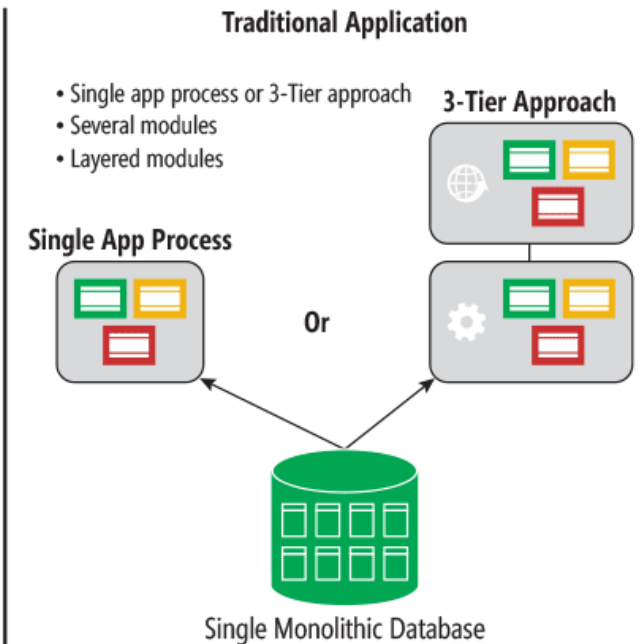 Traditional Application
• Single app process or 3-Tier approach
• Several modules
• Layered modules
3-Tier Approach
Single App Process
Or
Single Monolithic Database